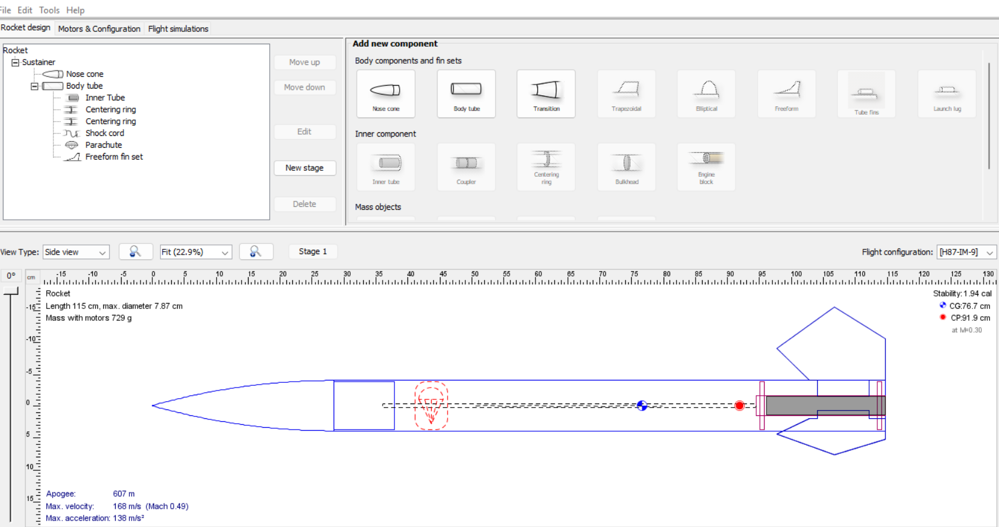 File Edit Tools Help
Rocket design Motors & Configuration Flight simulations
Rocket
Sustainer
Nose cone
Body tube
Inner Tube
Centering ring
Centering ring
Shock cord
Parachute
Freeform fin set
Move up
Move down
Edit
New stage
Delete
Add new component
Body components and fin sets
Nose cone Body tube Transition Trapezoidal Elliptical Freeform Tube fins Launch lug
Inner component
Inner tube Coupler Centering ring Bulkhead Engine block
Mass objects
View Type: Side view Fit (22.9%) Stage 1 Flight configuration: [H87-IM-9]
0°
cm -15 -10 -5 0 5 10 15 20 25 30 35 40 45 50 55 60 65 70 75 80 85 90 95 100 105 110 115 120 125 130
-15
-10
-5
0
5
10
15
Rocket
Length 115 cm, max. diameter 7.87 cm
Mass with motors 729 g
Stability: 1.94 cal
CG:76.7 cm
CP:91.9 cm
at M=0.30
Apogee: 607 m
Max. velocity: 168 m/s (Mach 0.49)
Max. acceleration: 138 m/s²